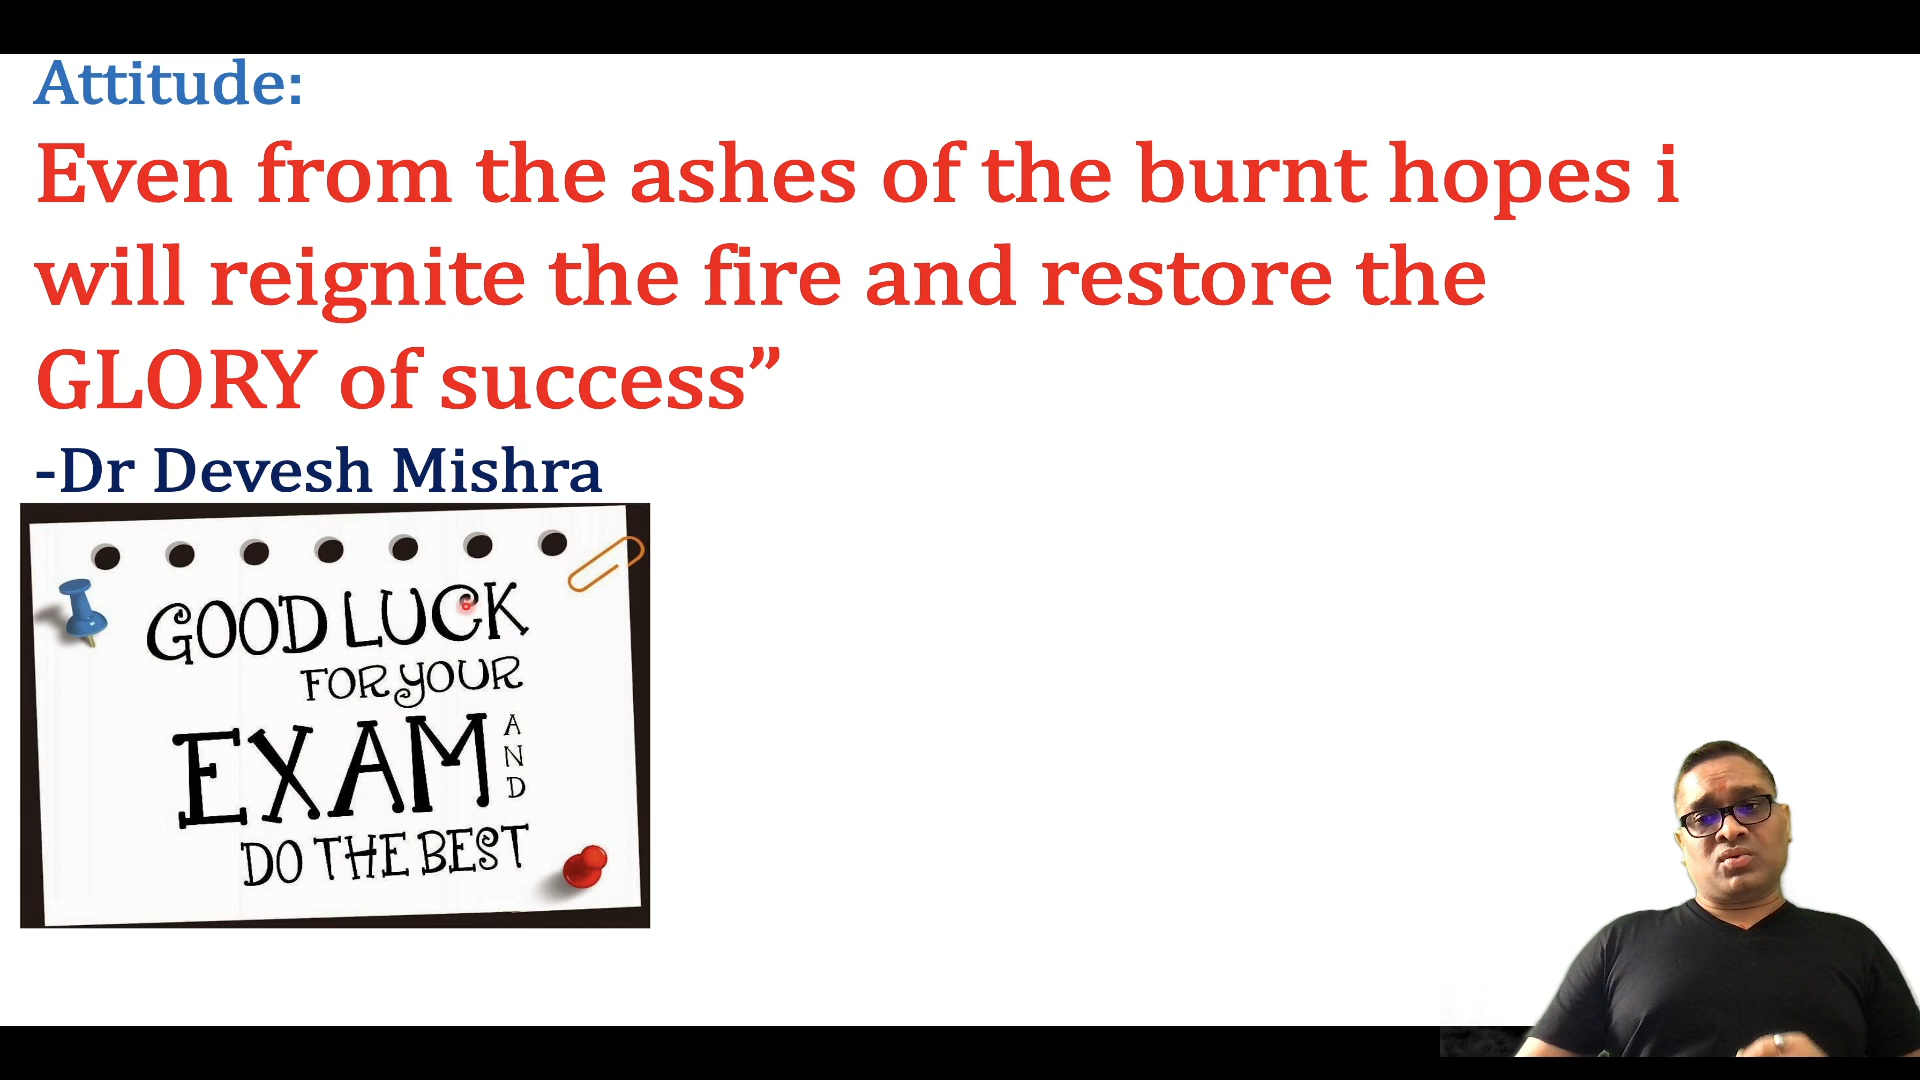 Attitude:
Even from the ashes of the burnt hopes i
will reignite the fire and restore the
GLORY of success”
-Dr Devesh Mishra
GOOD LUCK
FOR YOUR
EXAM AND
DO THE BEST